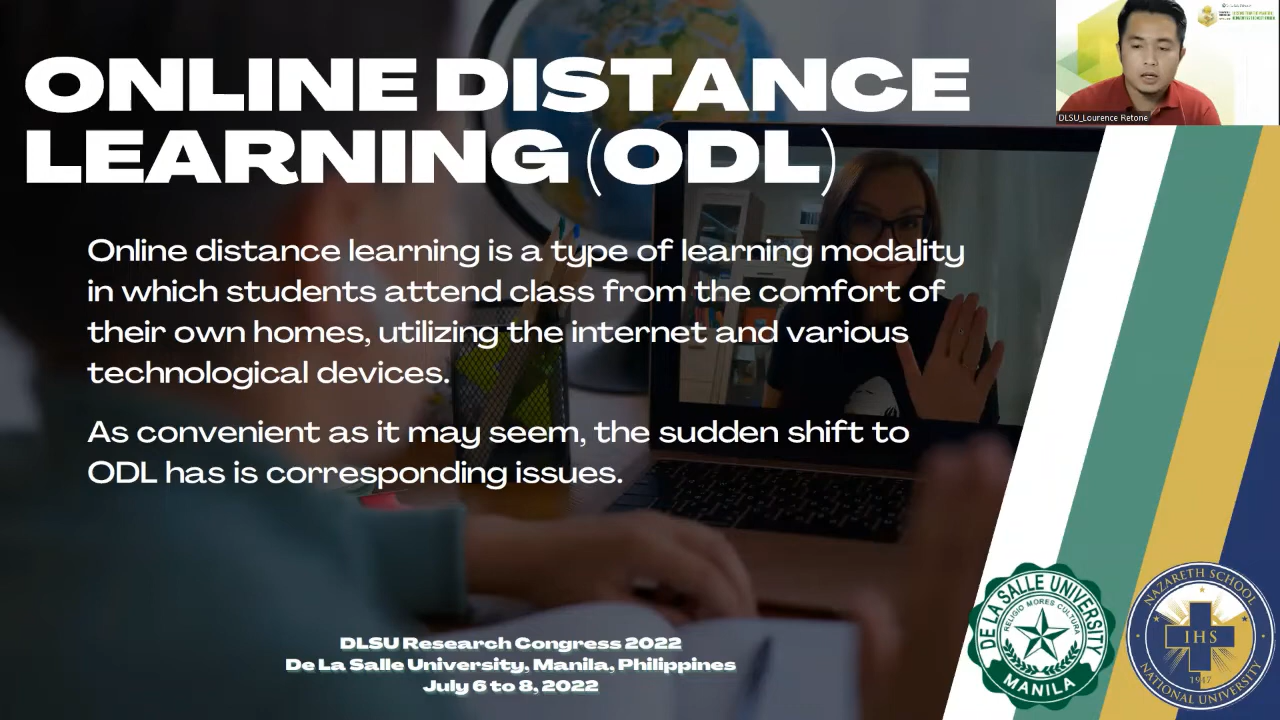 ONLINE DISTANCE
LEARNING (ODL)
Online distance learning is a type of learning modality
in which students attend class from the comfort of
their own homes, utilizing the internet and various
technological devices.
As convenient as it may seem, the sudden shift to
ODL has is corresponding issues.
DLSU Research Congress 2022
De La Salle University, Manila, Philippines
July 6 to 8, 2022
DLSU_Lourence Retone
DE LA SALLE UNIVERSITY
RELIGIO MORES CULTURA
MANILA
NAZARETH SCHOOL
IHS
1947
NATIONAL UNIVERSITY